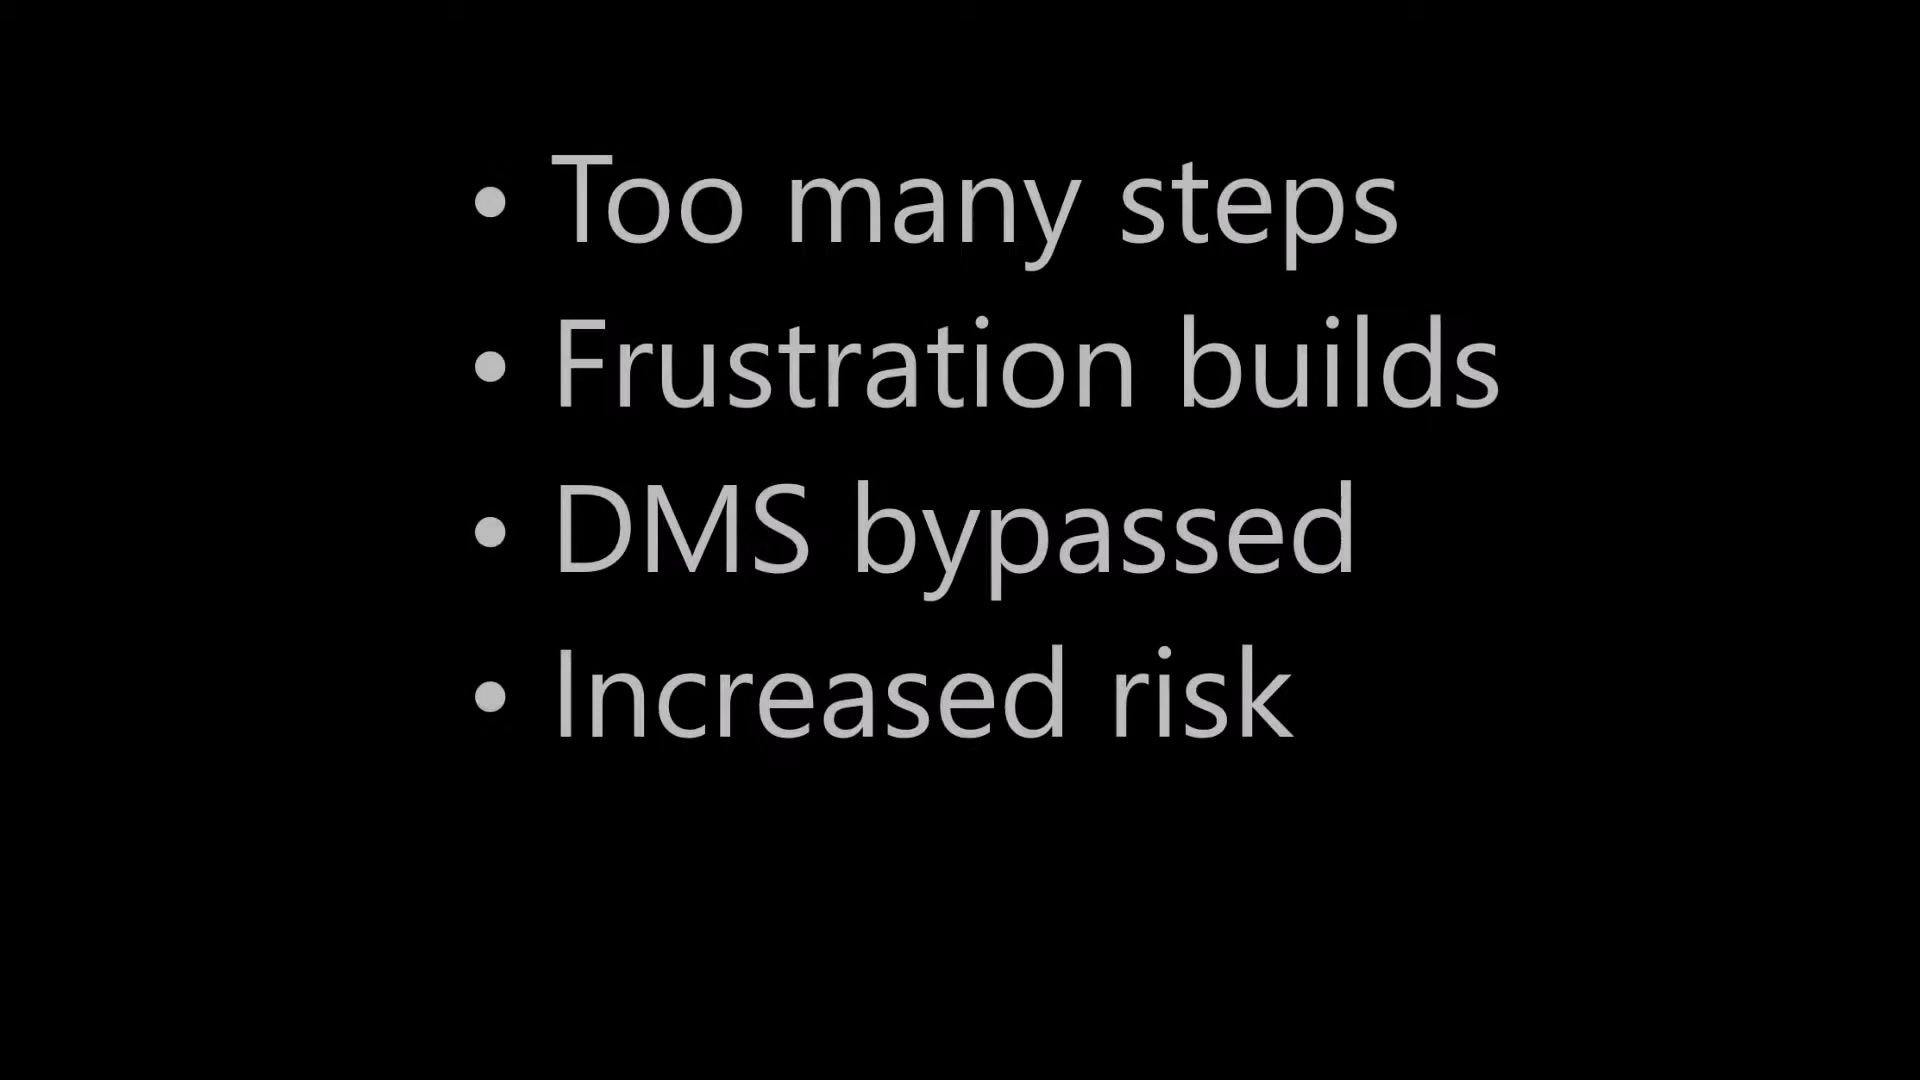 • Too many steps
• Frustration builds
• DMS bypassed
• Increased risk